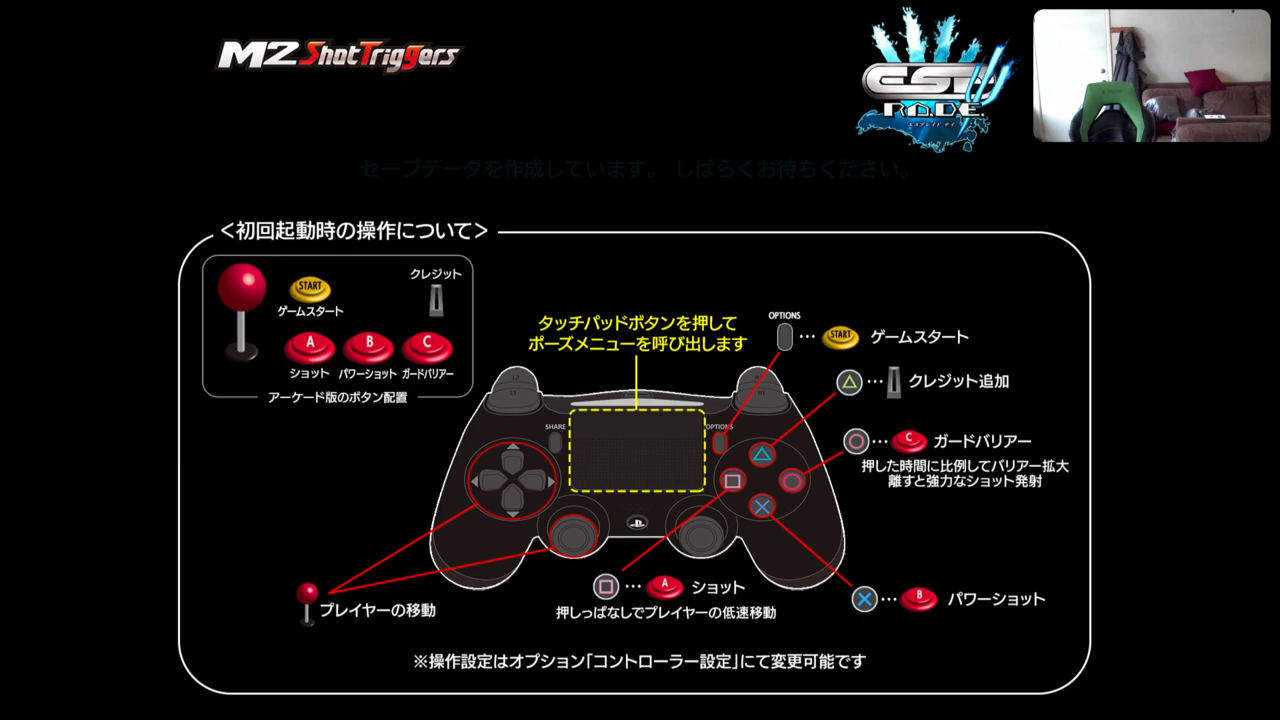 M2 ShotTriggers
ESP
RA.DE.
エスプレイド サイ
セーブデータを作成しています。 しばらくお待ちください。
＜初回起動時の操作について＞
START
ゲームスタート
クレジット
A
B
C
ショット
パワーショット
ガードバリアー
アーケード版のボタン配置
タッチパッドボタンを押して
ポーズメニューを呼び出します
OPTIONS
… START ゲームスタート
… クレジット追加
… C ガードバリアー
押した時間に比例してバリアー拡大
離すと強力なショット発射
L2
L1
R1
SHARE
OPTIONS
プレイヤーの移動
… A ショット
押しっぱなしでプレイヤーの低速移動
… B パワーショット
※操作設定はオプション「コントローラー設定」にて変更可能です